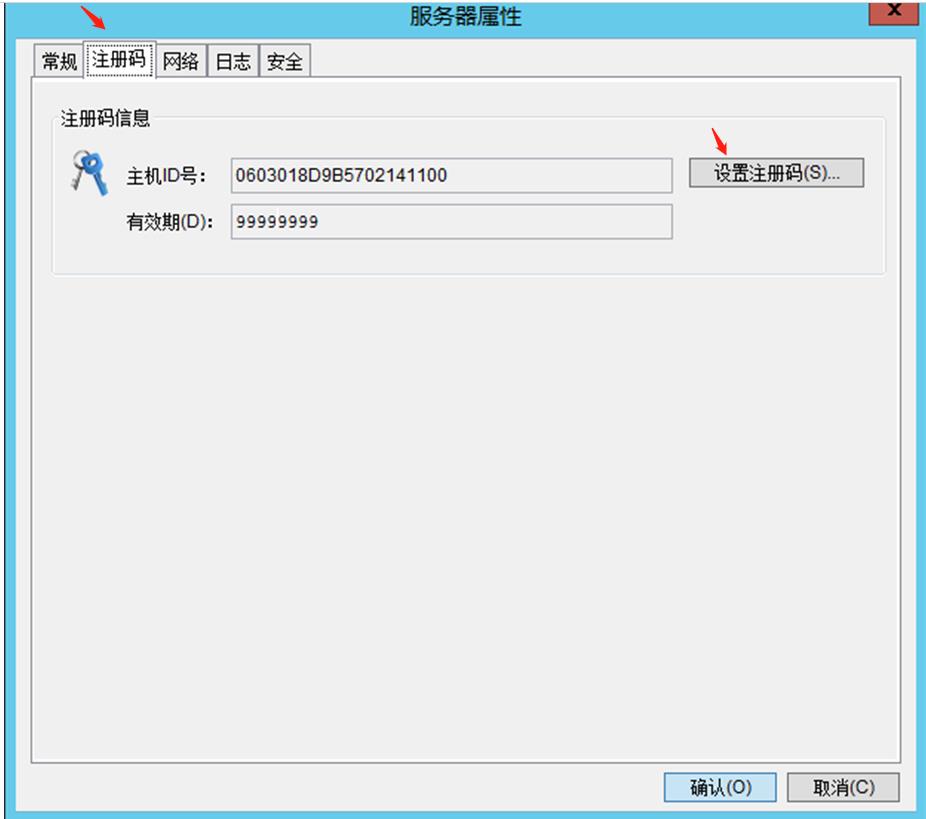 服务器属性
x
常规 注册码 网络 日志 安全
注册码信息
主机ID号： 0603018D9B5702141100 设置注册码(S)...
有效期(D)： 99999999
确认(O) 取消(C)